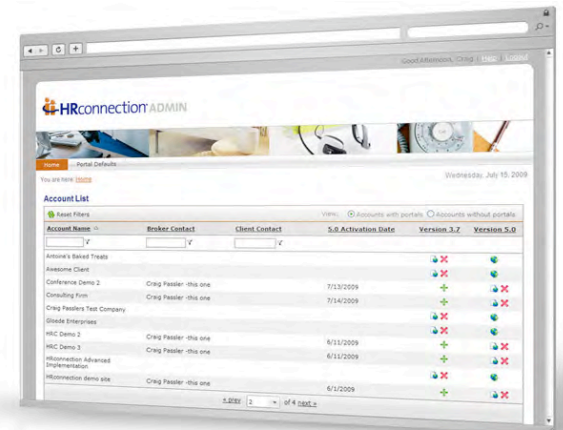 Good Afternoon, Craig | Help | Logout
HRconnection ADMIN
Home Portal Defaults
You are here: Home
Wednesday, July 15, 2009
Account List
Reset Filters
View: Accounts with portals Accounts without portals
Account Name Broker Contact Client Contact 5.0 Activation Date Version 3.7 Version 5.0
Antoine's Baked Treats
Awesome Client
Conference Demo 2 Craig Passler -this one 7/13/2009
Consulting Firm Craig Passler -this one 7/14/2009
Craig Passlers Test Company
Gloede Enterprises
HRC Demo 2 Craig Passler -this one 6/11/2009
HRC Demo 3 Craig Passler -this one 6/11/2009
HRconnection Advanced
Implementation
HRconnection demo site Craig Passler -this one 6/1/2009
< prev 2 of 4 next >